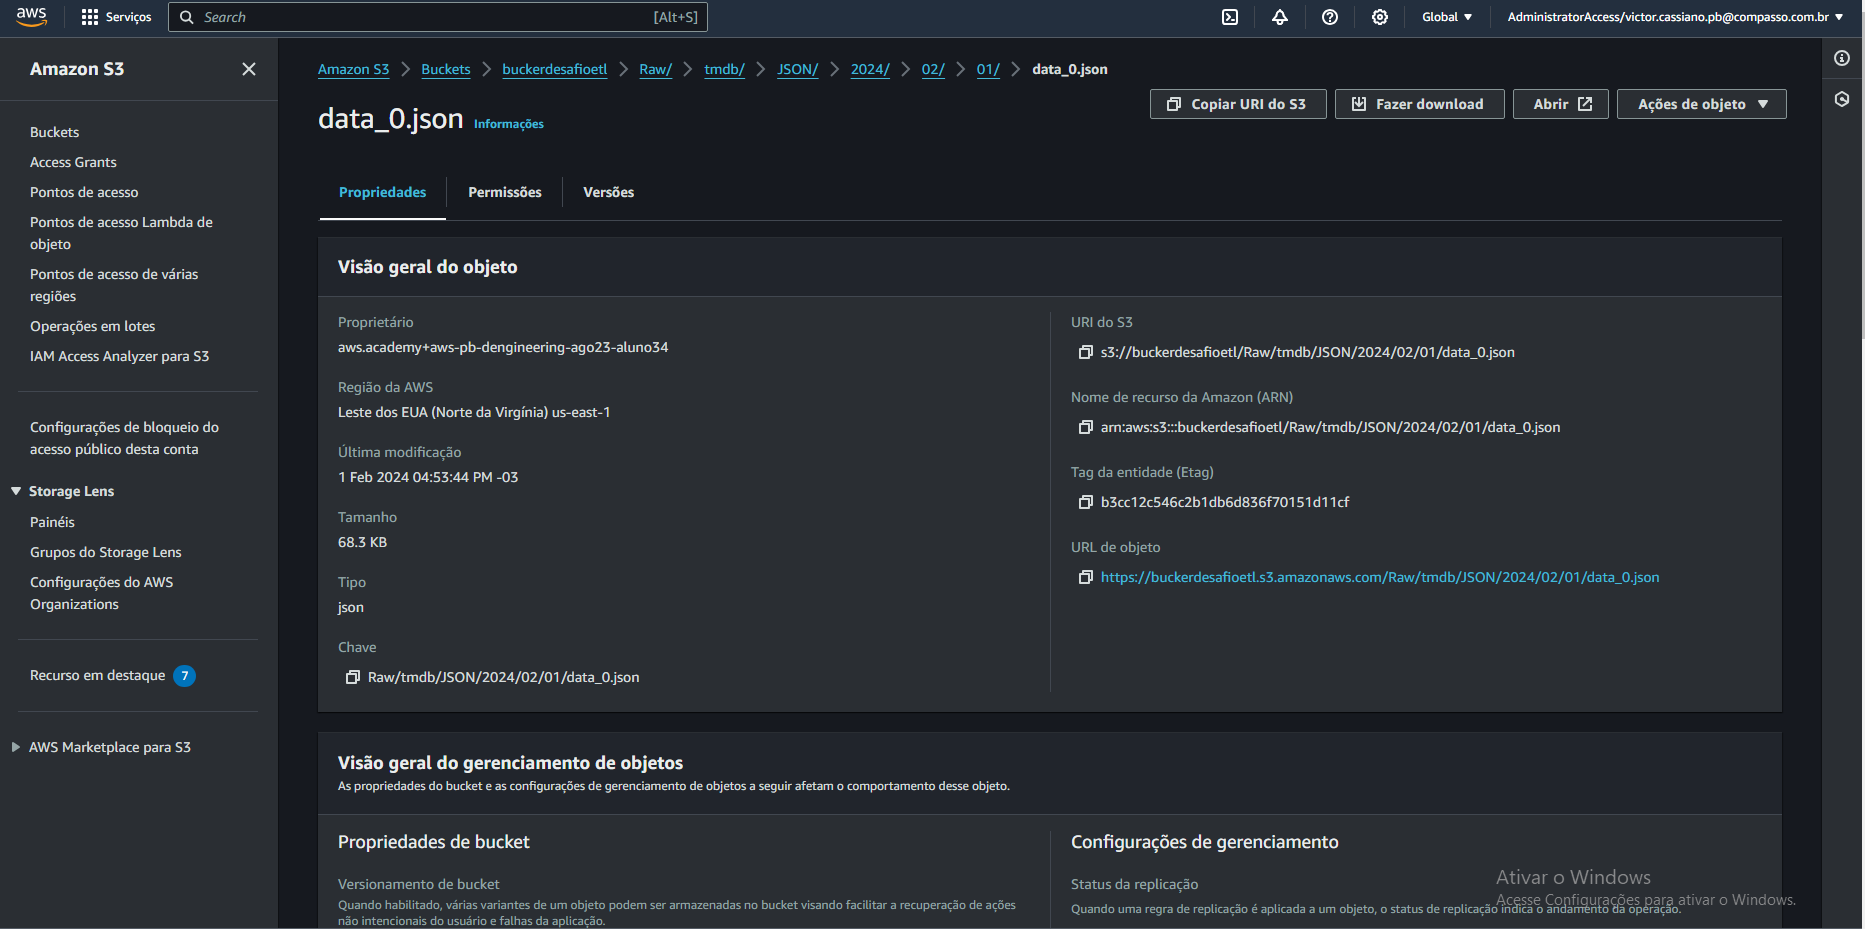 aws
Serviços
Search
[Alt+S]
Global
AdministratorAccess/victor.cassiano.pb@compasso.com.br
Amazon S3
Buckets
Access Grants
Pontos de acesso
Pontos de acesso Lambda de
objeto
Pontos de acesso de várias
regiões
Operações em lotes
IAM Access Analyzer para S3
Configurações de bloqueio do
acesso público desta conta
Storage Lens
Painéis
Grupos do Storage Lens
Configurações do AWS
Organizations
Recurso em destaque 7
AWS Marketplace para S3
Amazon S3 > Buckets > buckerdesafioetl > Raw/ > tmdb/ > JSON/ > 2024/ > 02/ > 01/ > data_0.json
data_0.json Informações
Copiar URI do S3
Fazer download
Abrir
Ações de objeto
Propriedades
Permissões
Versões
Visão geral do objeto
Proprietário
aws.academy+aws-pb-dengineering-ago23-aluno34
Região da AWS
Leste dos EUA (Norte da Virgínia) us-east-1
Última modificação
1 Feb 2024 04:53:44 PM -03
Tamanho
68.3 KB
Tipo
json
Chave
Raw/tmdb/JSON/2024/02/01/data_0.json
URI do S3
s3://buckerdesafioetl/Raw/tmdb/JSON/2024/02/01/data_0.json
Nome de recurso da Amazon (ARN)
arn:aws:s3:::buckerdesafioetl/Raw/tmdb/JSON/2024/02/01/data_0.json
Tag da entidade (Etag)
b3cc12c546c2b1db6d836f70151d11cf
URL de objeto
https://buckerdesafioetl.s3.amazonaws.com/Raw/tmdb/JSON/2024/02/01/data_0.json
Visão geral do gerenciamento de objetos
As propriedades do bucket e as configurações de gerenciamento de objetos a seguir afetam o comportamento desse objeto.
Propriedades de bucket
Versionamento de bucket
Quando habilitado, várias variantes de um objeto podem ser armazenadas no bucket visando facilitar a recuperação de ações
não intencionais do usuário e falhas da aplicação.
Configurações de gerenciamento
Status da replicação
Quando uma regra de replicação é aplicada a um objeto, o status de replicação indica o andamento da operação.
Ativar o Windows
Acesse Configurações para ativar o Windows.